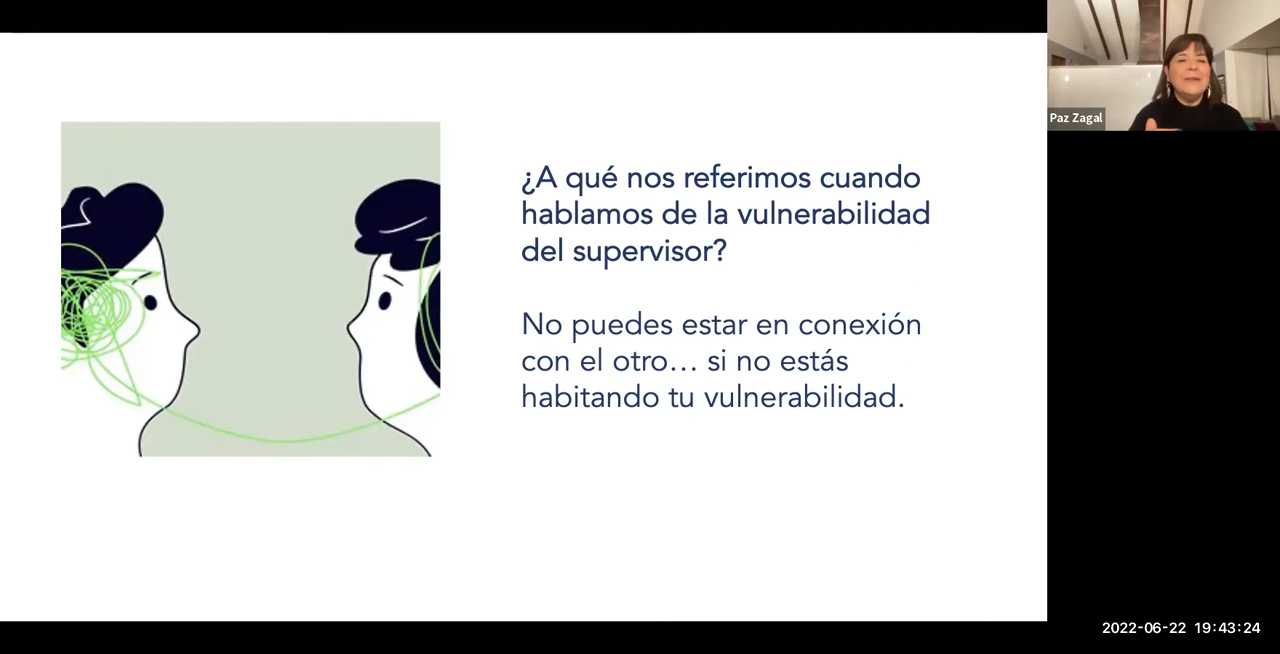 Paz Zagal
¿A qué nos referimos cuando
hablamos de la vulnerabilidad
del supervisor?
No puedes estar en conexión
con el otro… si no estás
habitando tu vulnerabilidad.
2022-06-22 19:43:24